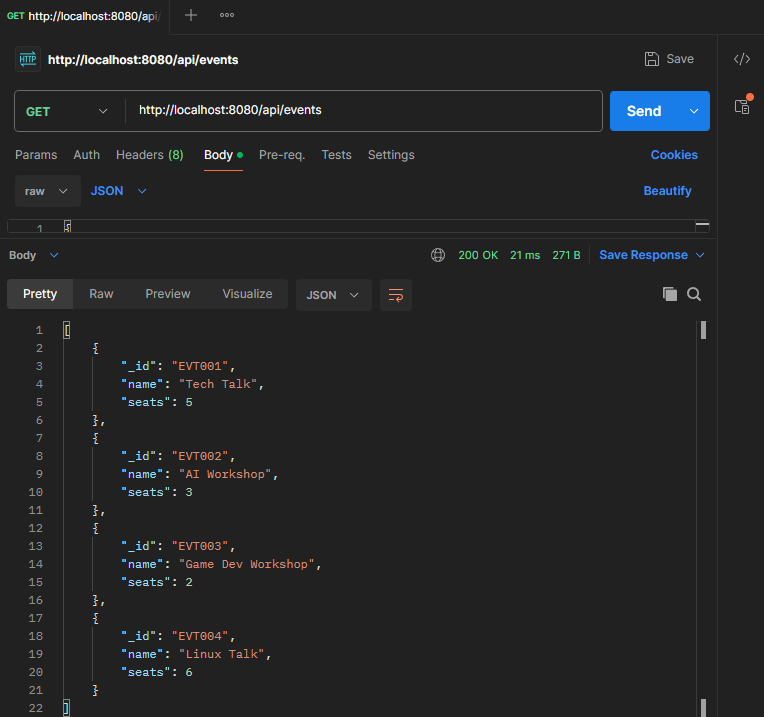 GET http://localhost:8080/api/
HTTP http://localhost:8080/api/events Save
GET http://localhost:8080/api/events Send
Params Auth Headers (8) Body Pre-req. Tests Settings Cookies
raw JSON Beautify
1 {
Body 200 OK 21 ms 271 B Save Response
Pretty Raw Preview Visualize JSON
1 [
2 {
3 "_id": "EVT001",
4 "name": "Tech Talk",
5 "seats": 5
6 },
7 {
8 "_id": "EVT002",
9 "name": "AI Workshop",
10 "seats": 3
11 },
12 {
13 "_id": "EVT003",
14 "name": "Game Dev Workshop",
15 "seats": 2
16 },
17 {
18 "_id": "EVT004",
19 "name": "Linux Talk",
20 "seats": 6
21 }
22 ]